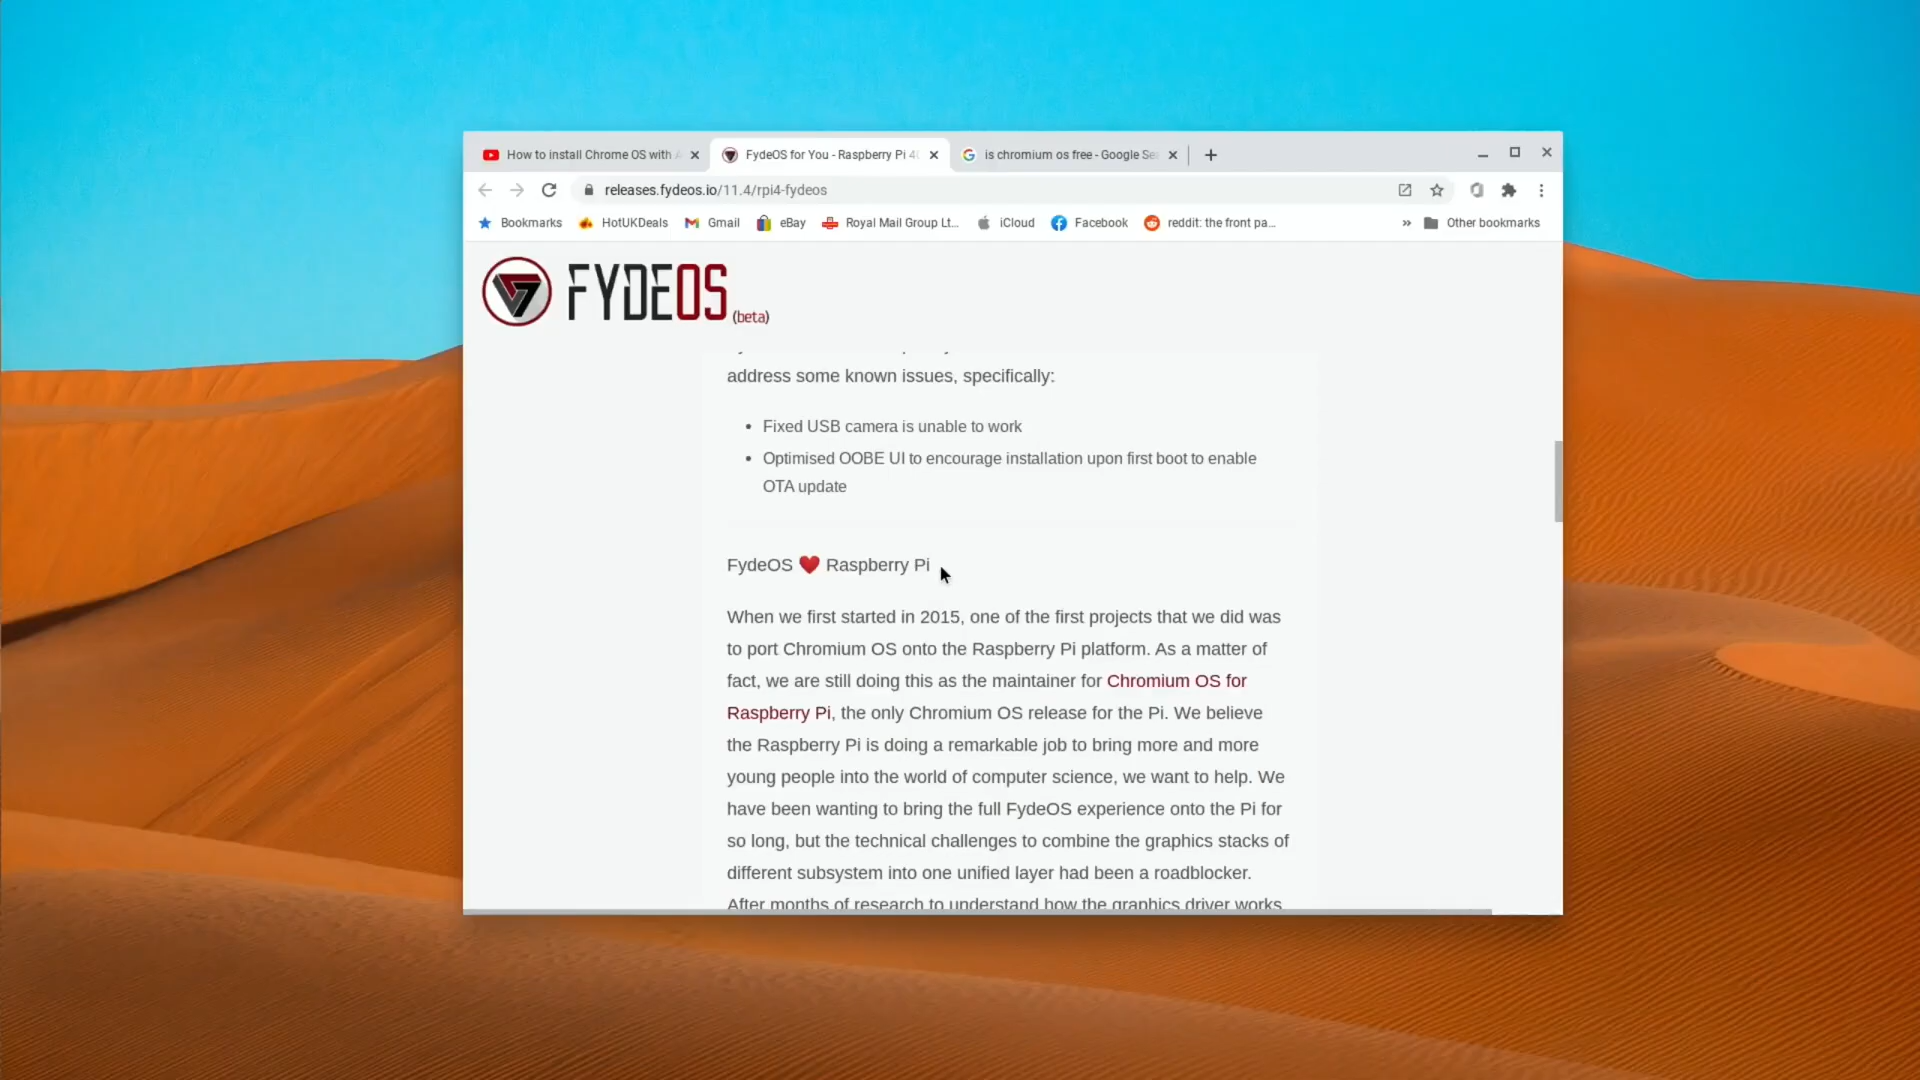 How to install Chrome OS with
FydeOS for You - Raspberry Pi
is chromium os free - Google
releases.fydeos.io/11.4/rpi4-fydeos
Bookmarks HotUKDeals Gmail eBay Royal Mail Group Lt... iCloud Facebook reddit: the front pa... » Other bookmarks
FYDEOS (beta)
address some known issues, specifically:
• Fixed USB camera is unable to work
• Optimised OOBE UI to encourage installation upon first boot to enable
OTA update
FydeOS ❤️ Raspberry Pi
When we first started in 2015, one of the first projects that we did was
to port Chromium OS onto the Raspberry Pi platform. As a matter of
fact, we are still doing this as the maintainer for Chromium OS for
Raspberry Pi, the only Chromium OS release for the Pi. We believe
the Raspberry Pi is doing a remarkable job to bring more and more
young people into the world of computer science, we want to help. We
have been wanting to bring the full FydeOS experience onto the Pi for
so long, but the technical challenges to combine the graphics stacks of
different subsystem into one unified layer had been a roadblocker.
After months of research to understand how the graphics driver works,